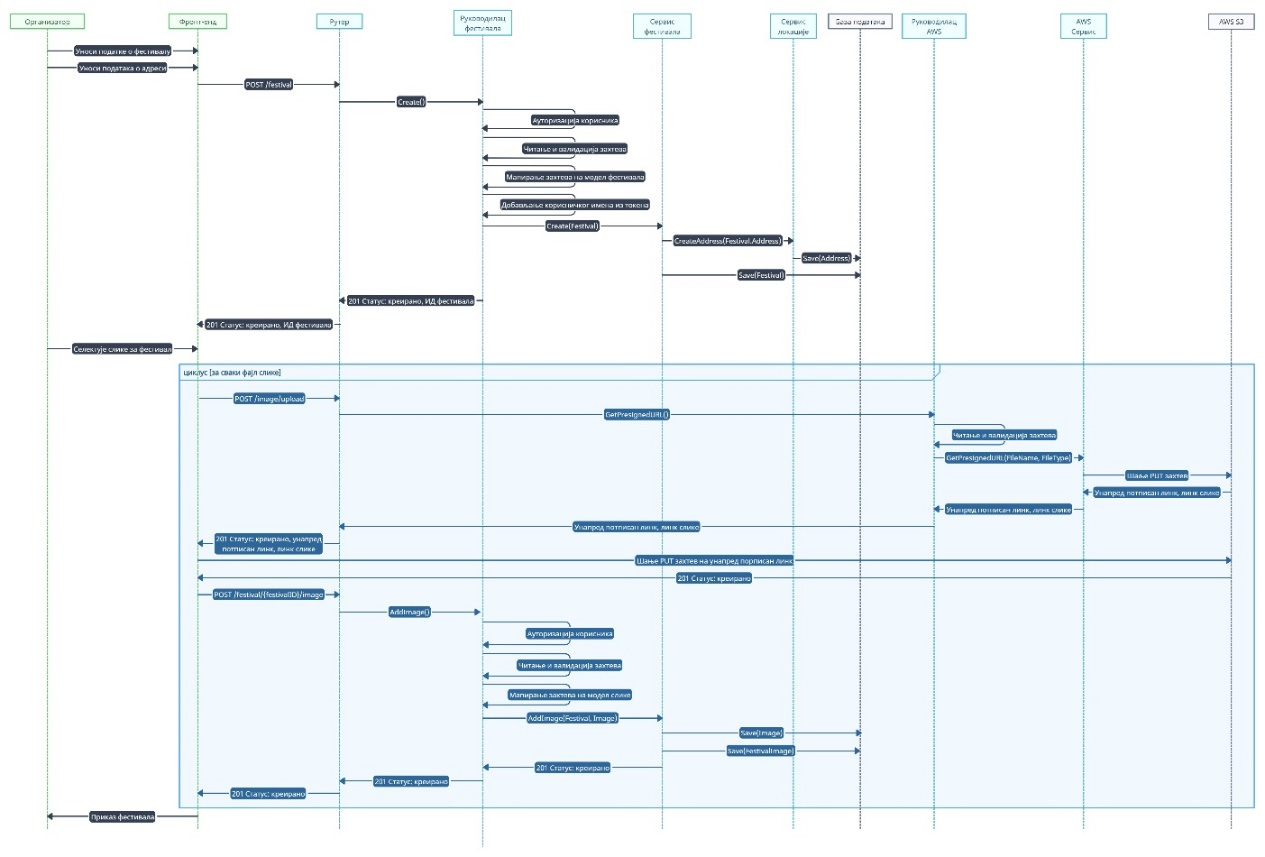 Организатор
Фронт-енд
Рутер
Руководилац
фестивала
Сервис
фестивала
Сервис
локације
База података
Руководилац
AWS
AWS
Сервис
AWS S3
Уноси податке о фестивалу
Уноси података о адреси
POST /festival
Create()
Ауторизација корисника
Читање и валидација захтева
Мапирање захтева на модел фестивала
Добављање корисничког имена из токена
Create(Festival)
CreateAddress(Festival.Address)
Save(Address)
Save(Festival)
201 Статус: креирано, ИД фестивала
201 Статус: креирано, ИД фестивала
Селектује слике за фестивал
циклус [за сваки фајл слике]
POST /image/upload
GetPresignedURL()
Читање и валидација захтева
GetPresignedURL(FileName, FileType)
Шаље PUT захтев
Унапред потписан линк, линк слике
Унапред потписан линк, линк слике
Унапред потписан линк, линк слике
201 Статус: креирано, унапред
потписан линк, линк слике
Шаље PUT захтев на унапред порписан линк
201 Статус: креирано
POST /festival/{festivalID}/image
AddImage()
Ауторизација корисника
Читање и валидација захтева
Мапирање захтева на модел слике
AddImage(Festival, Image)
Save(Image)
Save(FestivalImage)
201 Статус: креирано
201 Статус: креирано
201 Статус: креирано
Приказ фестивала